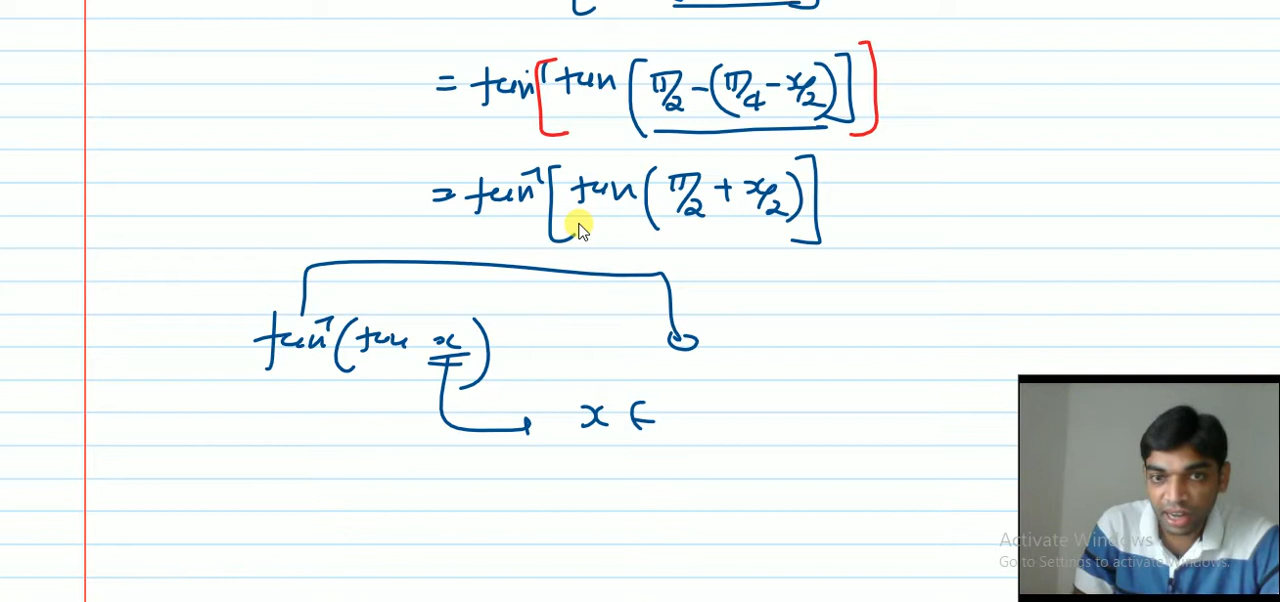 = tan⁻¹[tan(π/2 - (π/4 - x/2)]]
= tan⁻¹[tan(π/2 + x/2)]
tan⁻¹(tan x)
x ∈
Activate Windows
Go to Settings to activate Windows.